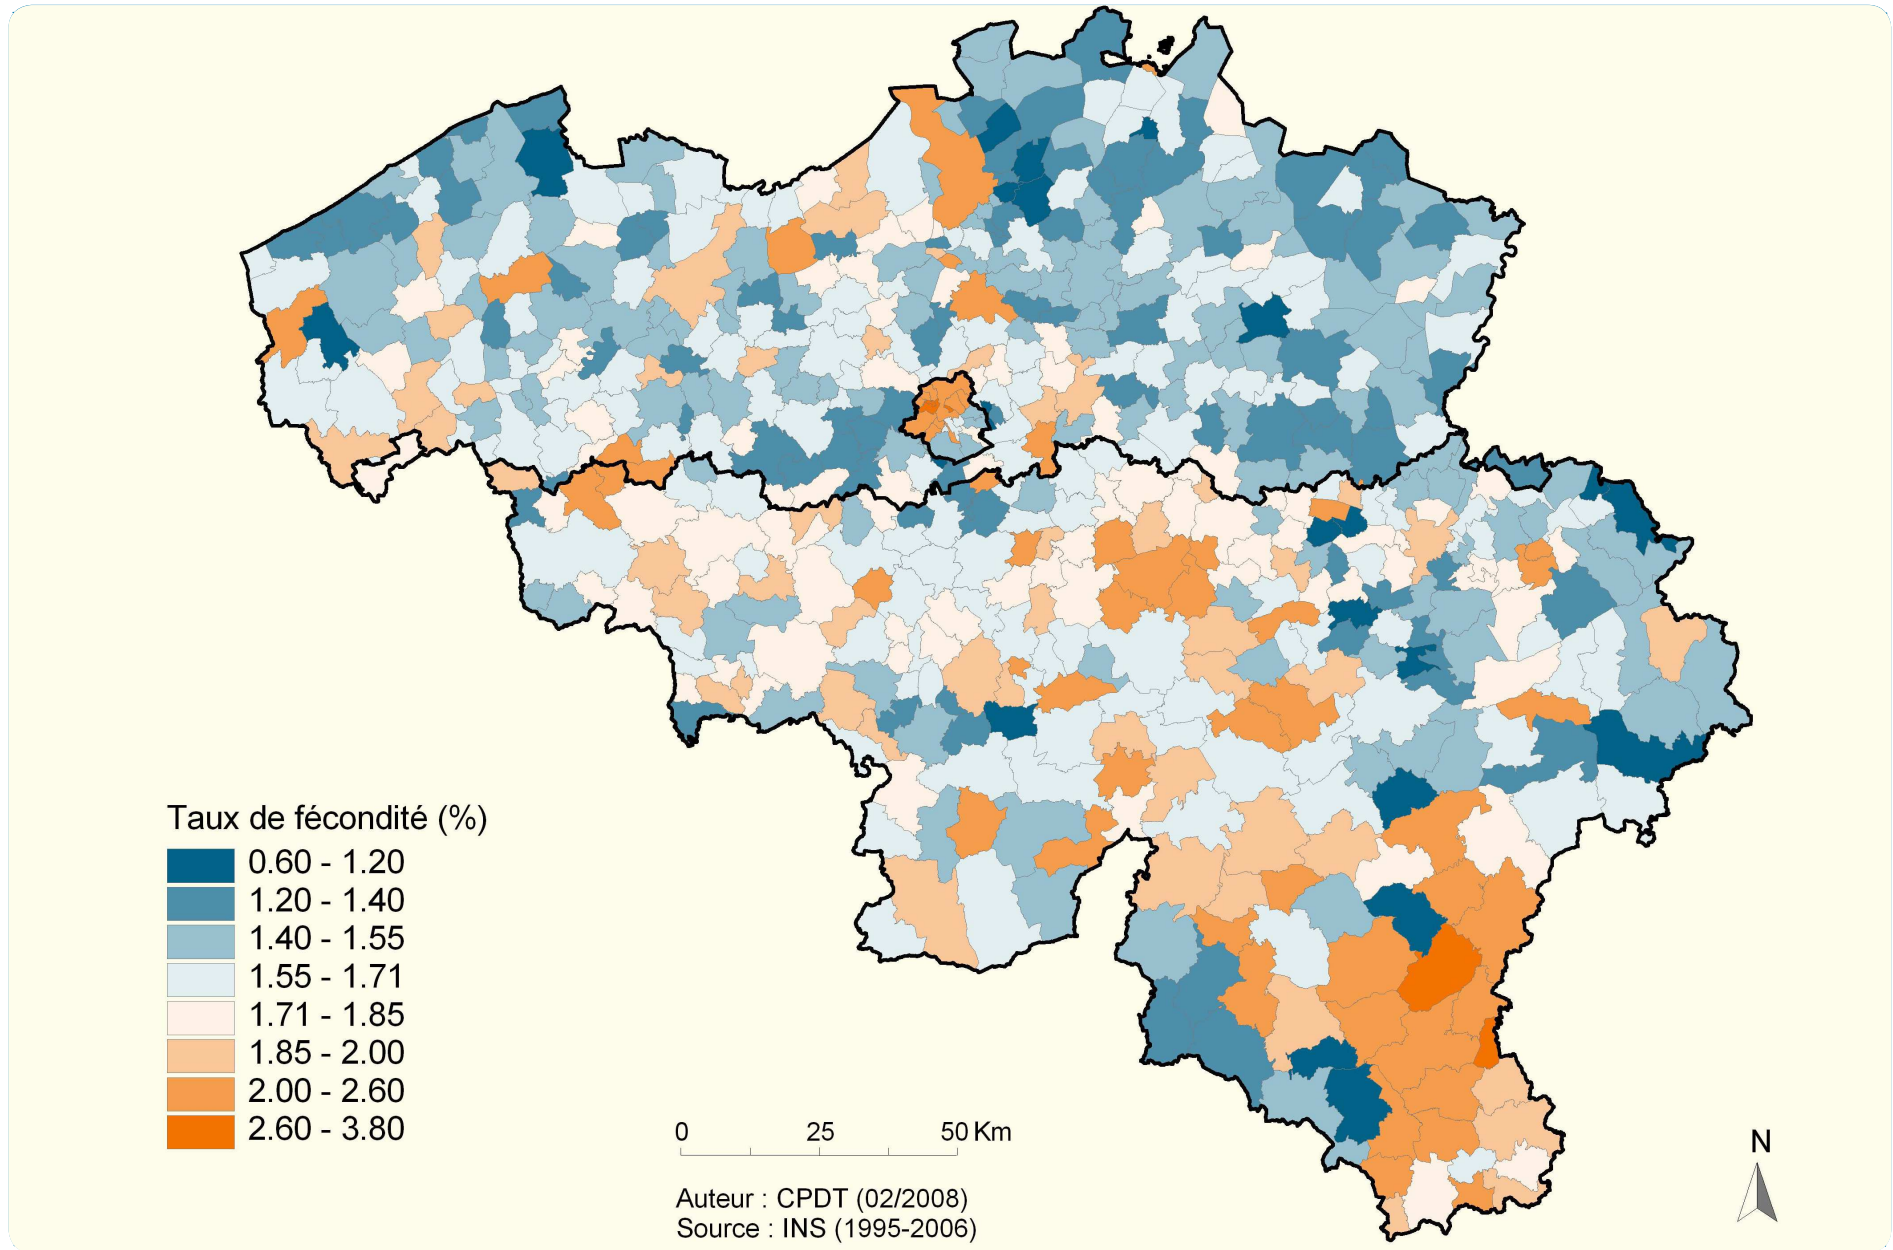 Taux de fécondité (%)
0.60 - 1.20
1.20 - 1.40
1.40 - 1.55
1.55 - 1.71
1.71 - 1.85
1.85 - 2.00
2.00 - 2.60
2.60 - 3.80
0 25 50 Km
Auteur : CPDT (02/2008)
Source : INS (1995-2006)
N